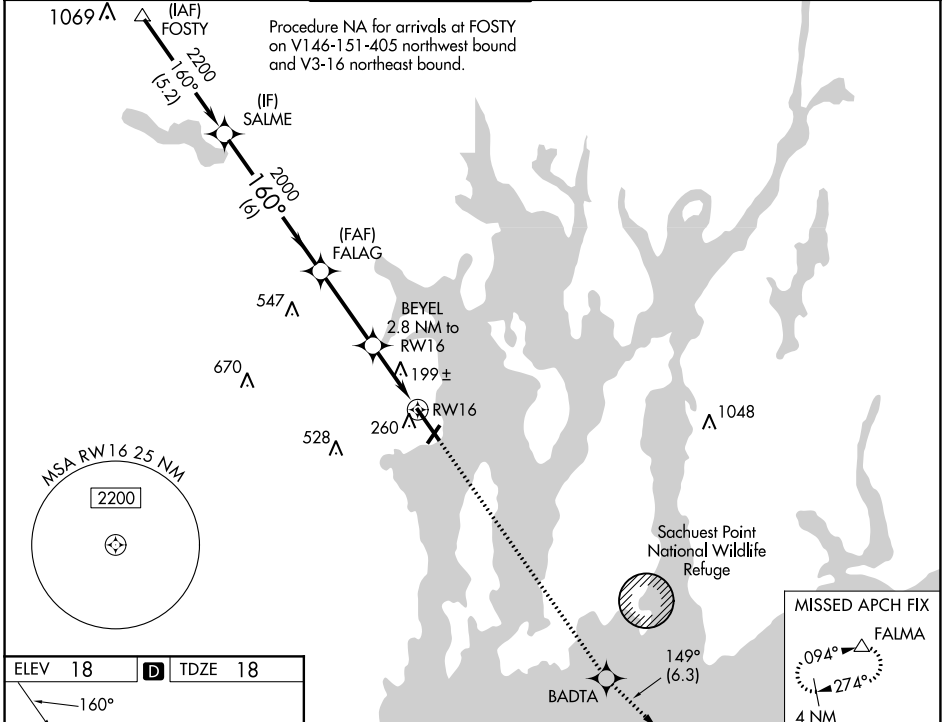 1069
(IAF)
FOSTY
Procedure NA for arrivals at FOSTY
on V146-151-405 northwest bound
and V3-16 northeast bound.
2200
160°
(5.2)
(IF)
SALME
2000
160°
(6)
(FAF)
FALAG
547
BEYEL
2.8 NM to
RW16
670
199 ±
RW16
260
1048
528
MSA RW16 25 NM
2200
Sachuest Point
National Wildlife
Refuge
MISSED APCH FIX
FALMA
094°
274°
4 NM
149°
(6.3)
BADTA
ELEV 18 D TDZE 18
160°